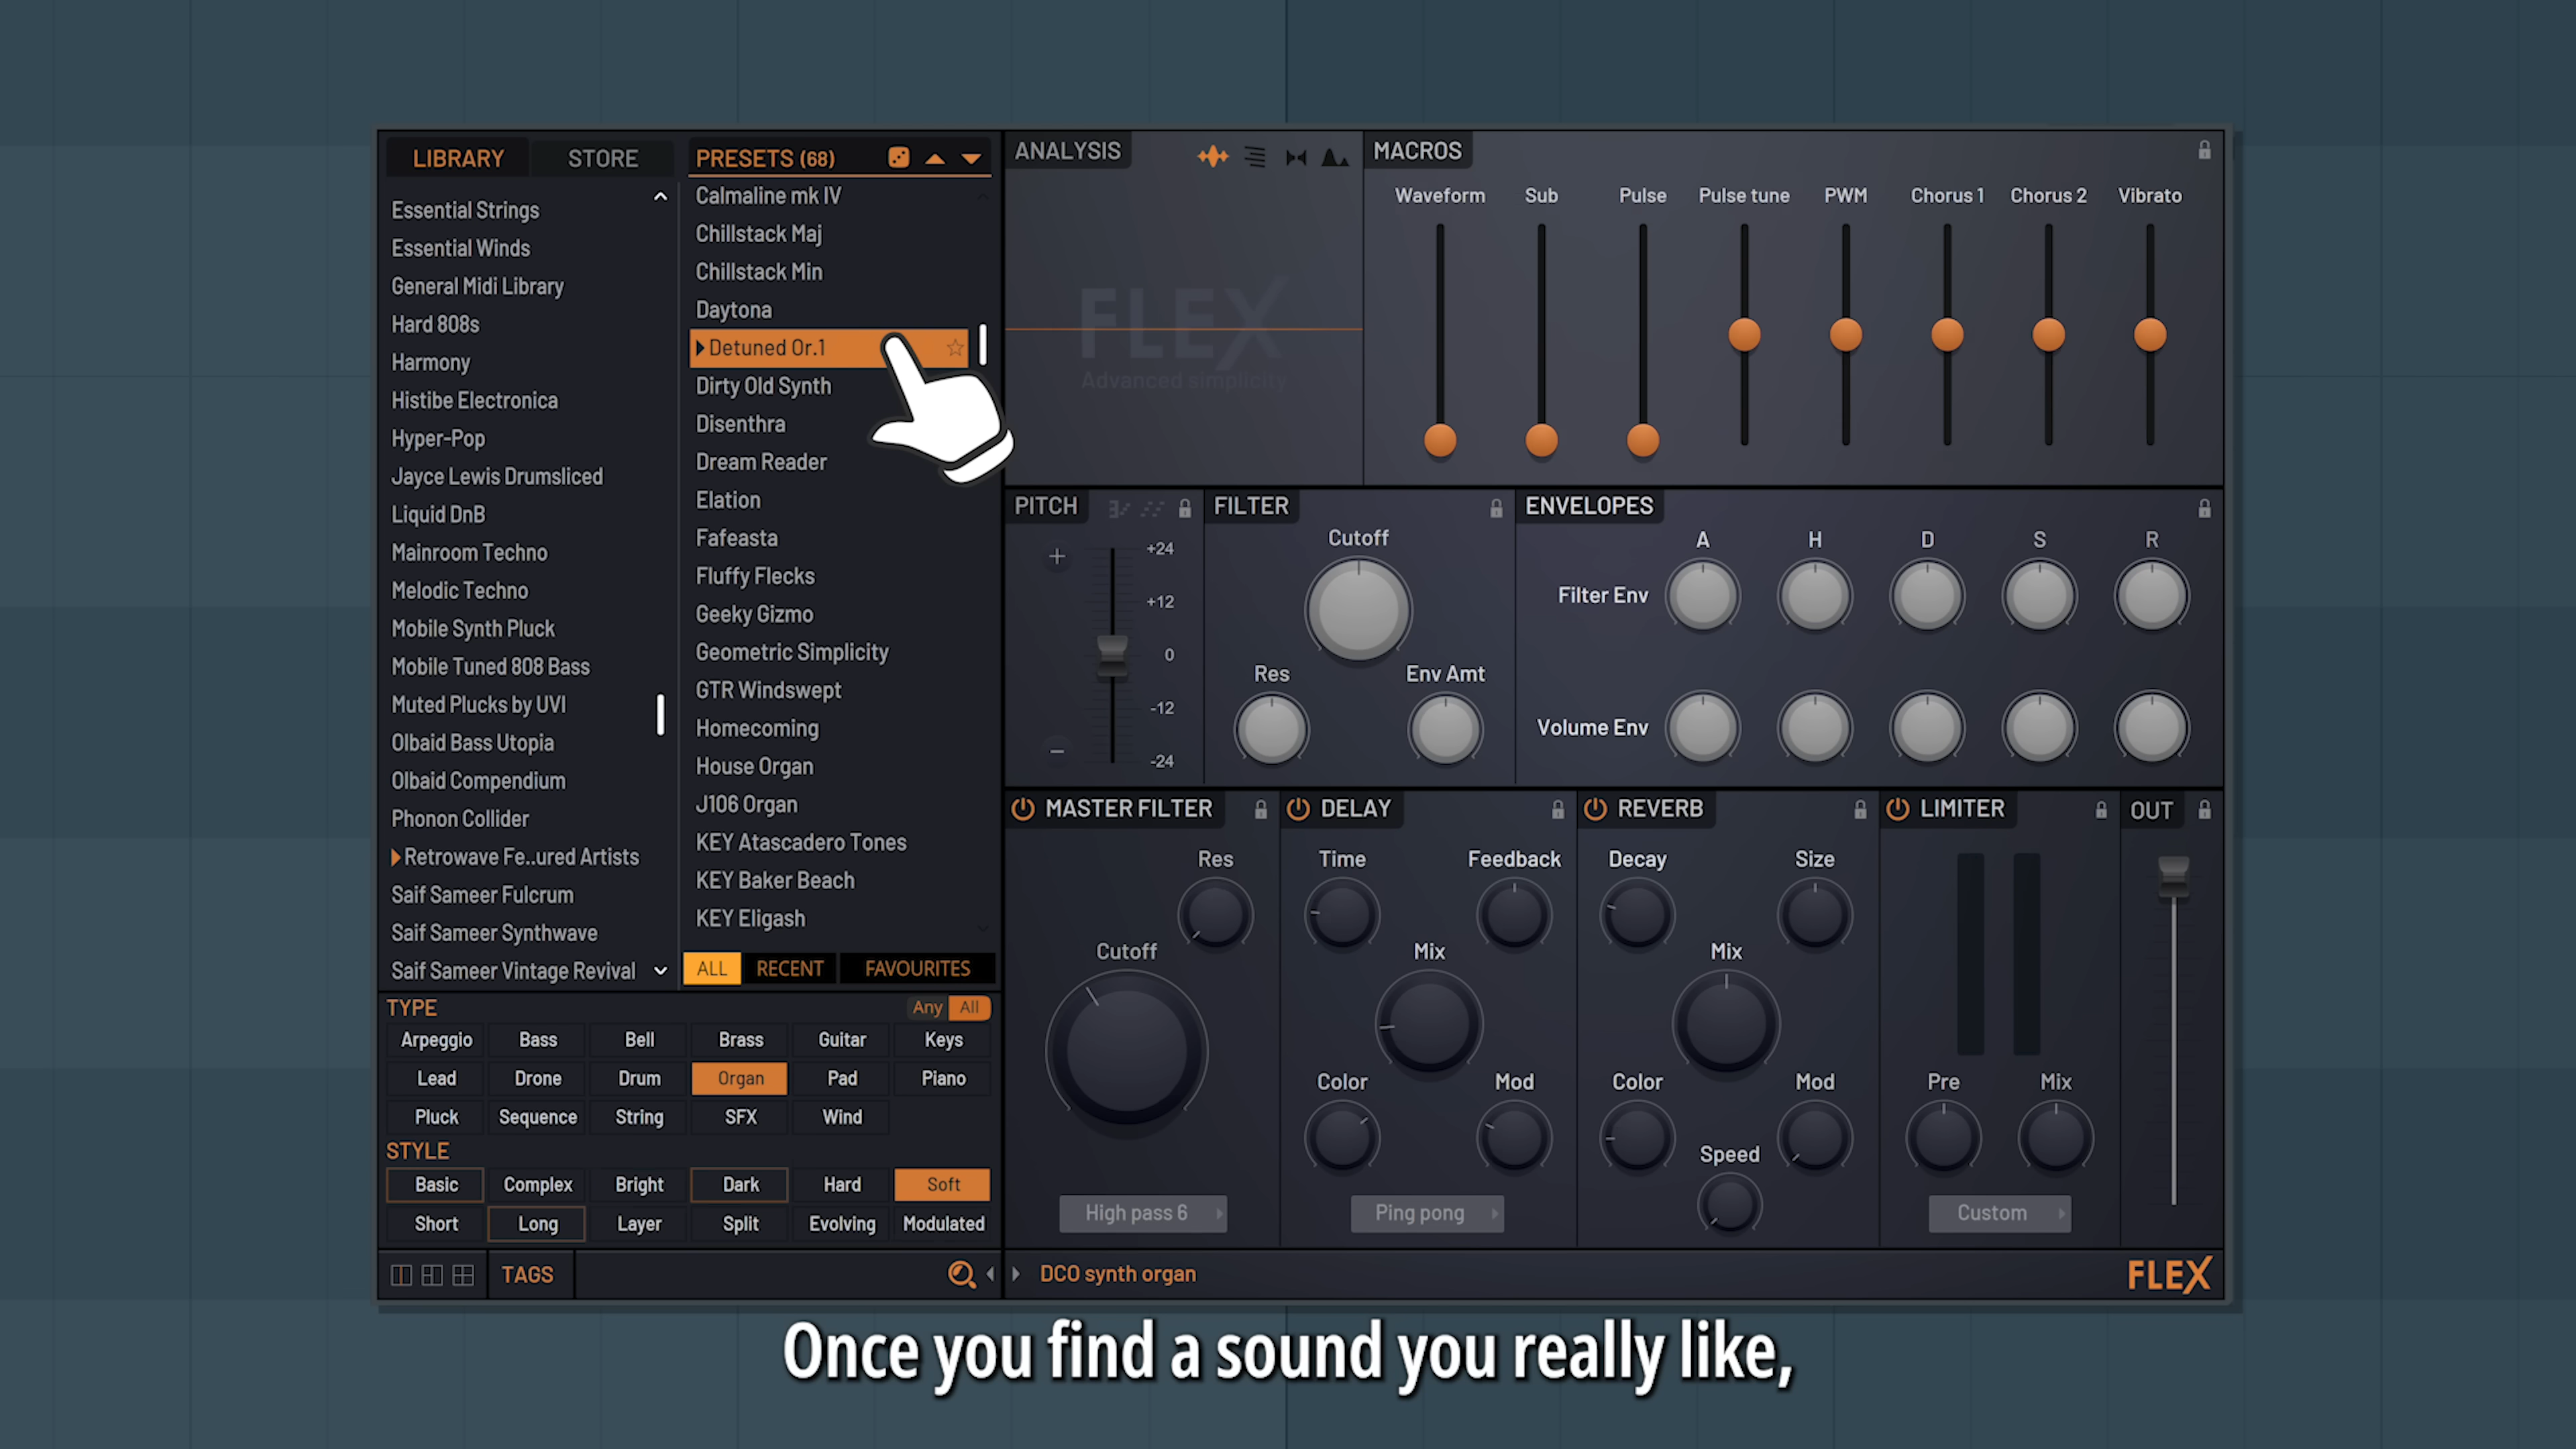 LIBRARY
STORE
Essential Strings
Essential Winds
General Midi Library
Hard 808s
Harmony
Histibe Electronica
Hyper-Pop
Jayce Lewis Drumsliced
Liquid DnB
Mainroom Techno
Melodic Techno
Mobile Synth Pluck
Mobile Tuned 808 Bass
Muted Plucks by UVI
Olbaid Bass Utopia
Olbaid Compendium
Phonon Collider
Retrowave Fe..ured Artists
Saif Sameer Fulcrum
Saif Sameer Synthwave
Saif Sameer Vintage Revival
PRESETS (68)
Calmaline mk IV
Chillstack Maj
Chillstack Min
Daytona
Detuned Or.1
Dirty Old Synth
Disenthra
Dream Reader
Elation
Fafeasta
Fluffy Flecks
Geeky Gizmo
Geometric Simplicity
GTR Windswept
Homecoming
House Organ
J106 Organ
KEY Atascadero Tones
KEY Baker Beach
KEY Eligash
ALL RECENT FAVOURITES
TYPE Any All
Arpeggio Bass Bell Brass Guitar Keys
Lead Drone Drum Organ Pad Piano
Pluck Sequence String SFX Wind
STYLE
Basic Complex Bright Dark Hard Soft
Short Long Layer Split Evolving Modulated
TAGS
ANALYSIS
FLEX
Advanced simplicity
MACROS
Waveform Sub Pulse Pulse tune PWM Chorus 1 Chorus 2 Vibrato
PITCH
+24
+12
0
-12
-24
FILTER
Cutoff
Res Env Amt
ENVELOPES
A H D S R
Filter Env
Volume Env
MASTER FILTER
Res
Cutoff
High pass 6
DELAY
Time Feedback
Mix
Color Mod
Ping pong
REVERB
Decay Size
Mix
Color Mod
Speed
LIMITER
Pre Mix
Custom
OUT
DCO synth organ
FLEX
Once you find a sound you really like,